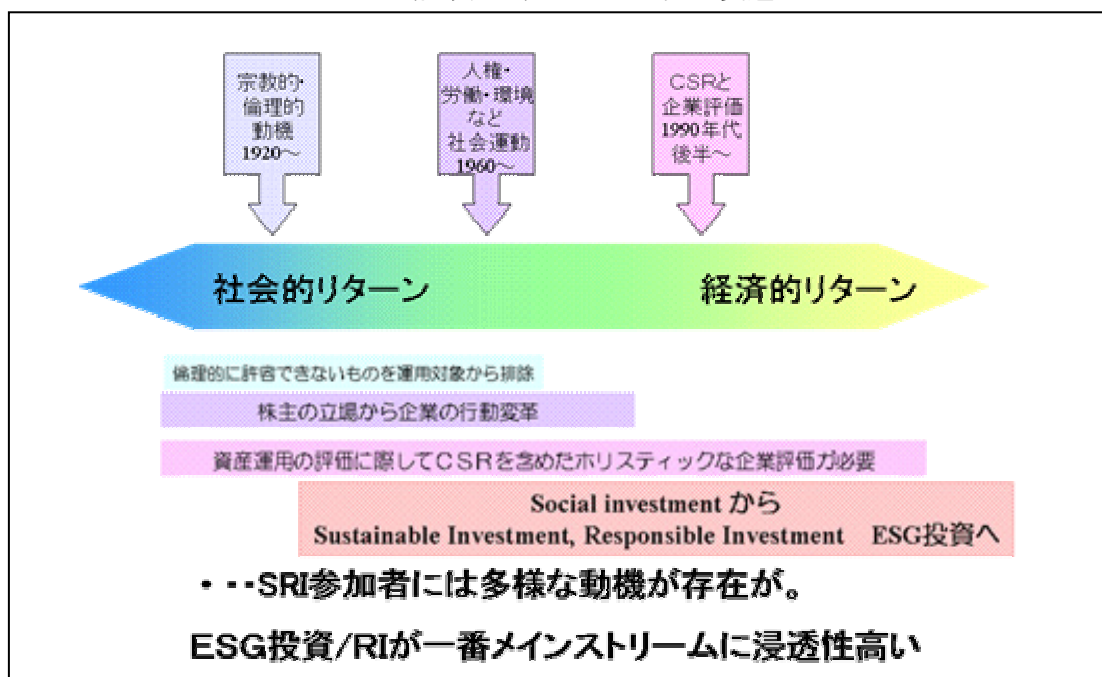 宗教的・
倫理的
動機
1920～
人権・
労働・環境
など
社会運動
1960～
CSRと
企業評価
1990年代
後半～
社会的リターン
経済的リターン
倫理的に許容できないものを運用対象から排除
株主の立場から企業の行動変革
資産運用の評価に際してCSRを含めたホリスティックな企業評価が必要
Social investment から
Sustainable Investment, Responsible Investment　ESG投資へ
・・・SRI参加者には多様な動機が存在が。
ESG投資/RIが一番メインストリームに浸透性高い